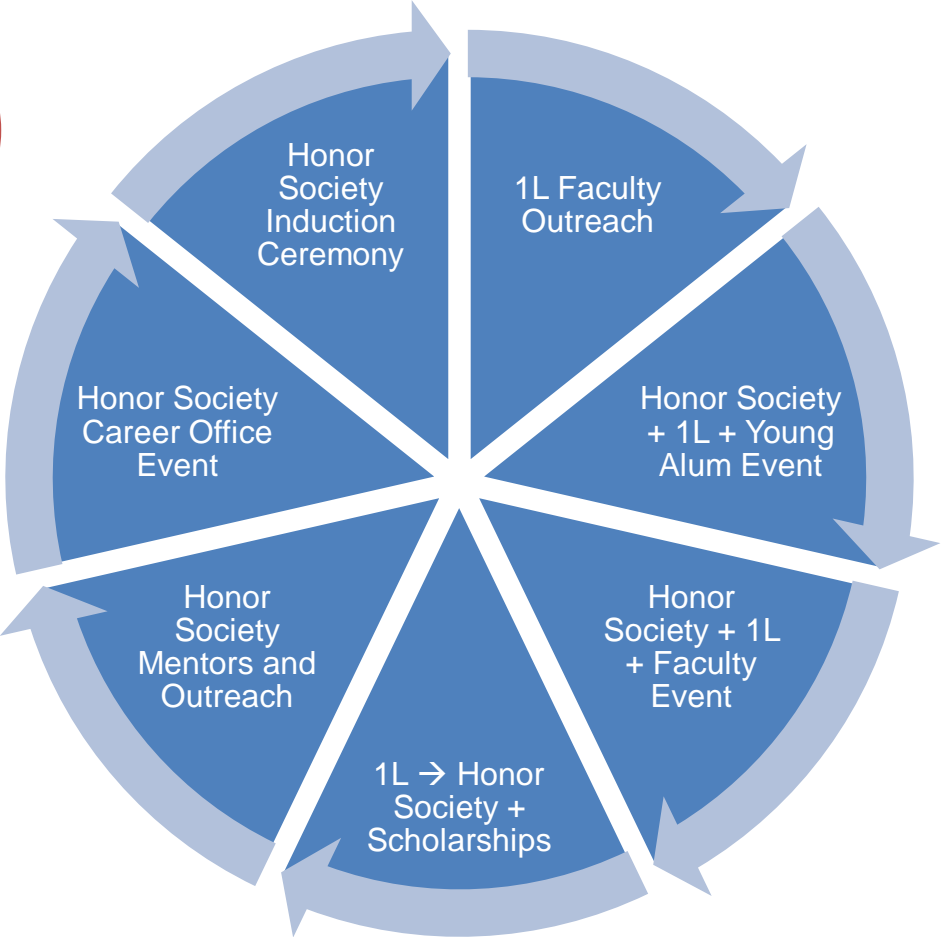 1L Faculty
Outreach
Honor Society
+ 1L + Young
Alum Event
Honor
Society + 1L
+ Faculty
Event
1L → Honor
Society +
Scholarships
Honor
Society
Mentors and
Outreach
Honor Society
Career Office
Event
Honor
Society
Induction
Ceremony